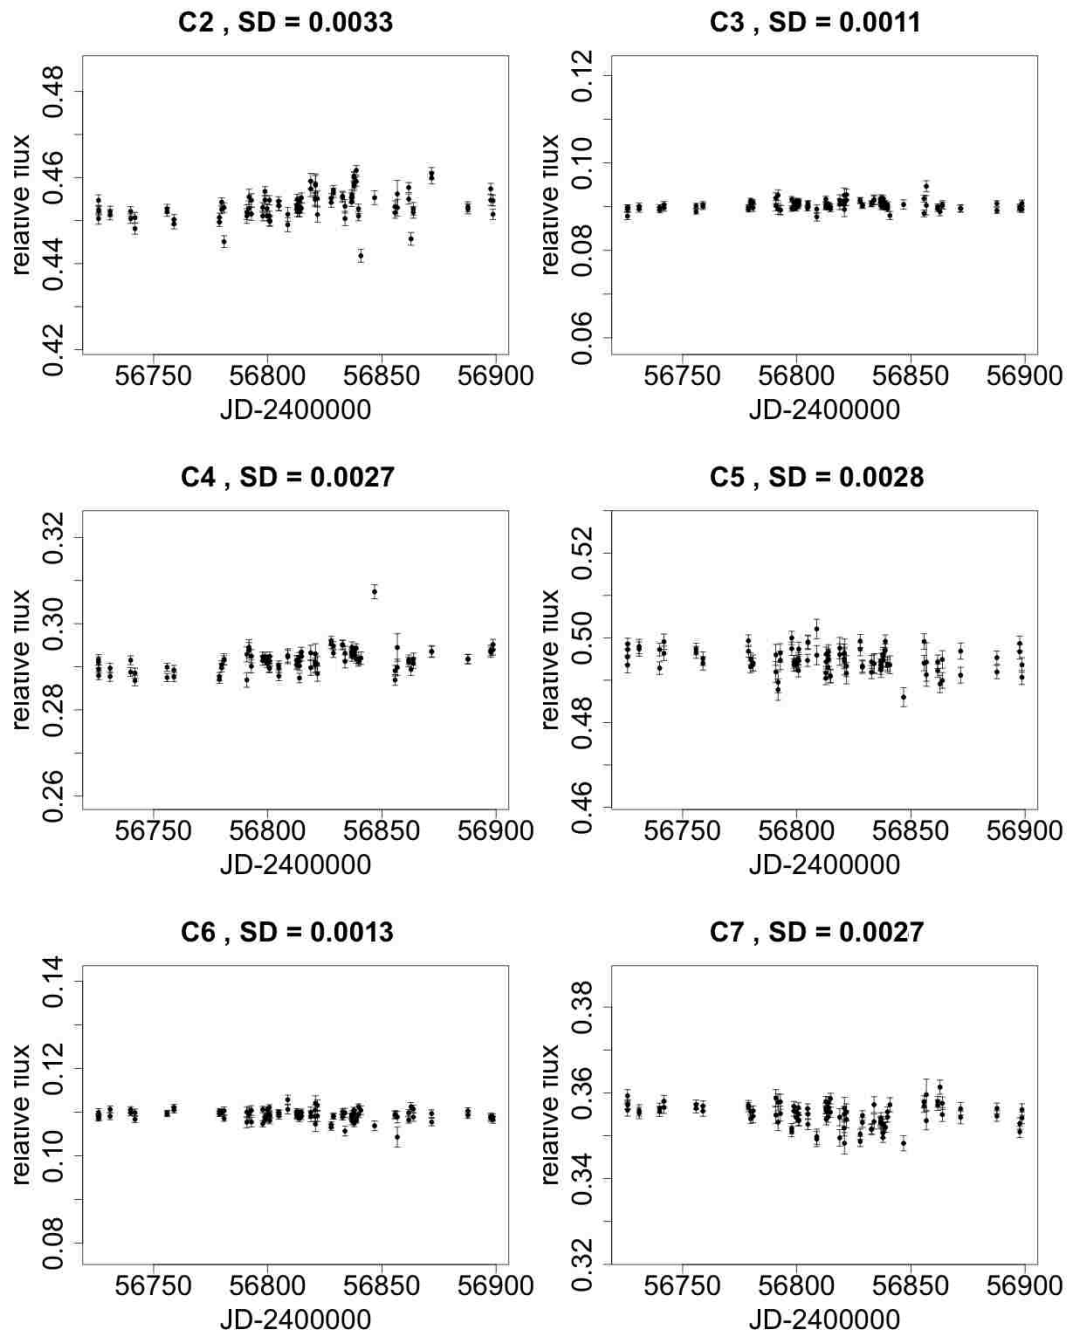 C2 , SD = 0.0033
relative flux
0.48
0.46
0.44
0.42
56750 56800 56850 56900
JD-2400000
C3 , SD = 0.0011
relative flux
0.12
0.10
0.08
0.06
56750 56800 56850 56900
JD-2400000
C4 , SD = 0.0027
relative flux
0.32
0.30
0.28
0.26
56750 56800 56850 56900
JD-2400000
C5 , SD = 0.0028
relative flux
0.52
0.50
0.48
0.46
56750 56800 56850 56900
JD-2400000
C6 , SD = 0.0013
relative flux
0.14
0.12
0.10
0.08
56750 56800 56850 56900
JD-2400000
C7 , SD = 0.0027
relative flux
0.38
0.36
0.34
0.32
56750 56800 56850 56900
JD-2400000